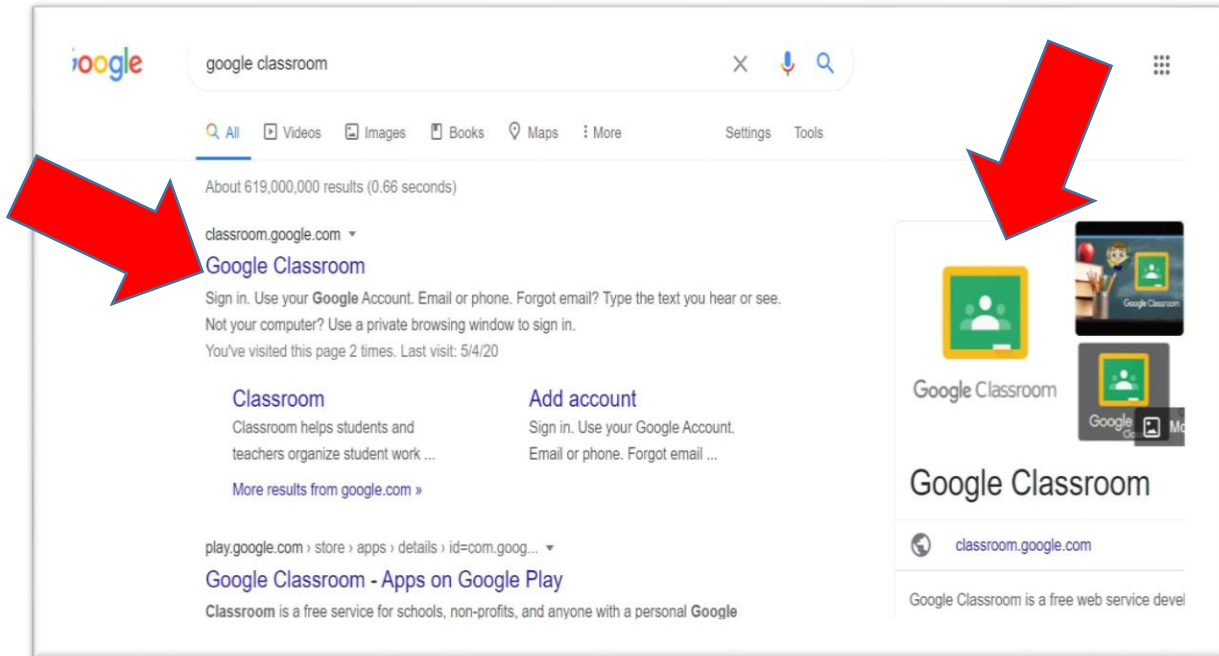 oogle
google classroom
All Videos Images Books Maps More Settings Tools
About 619,000,000 results (0.66 seconds)
classroom.google.com
Google Classroom
Sign in. Use your Google Account. Email or phone. Forgot email? Type the text you hear or see.
Not your computer? Use a private browsing window to sign in.
You've visited this page 2 times. Last visit: 5/4/20
Classroom
Classroom helps students and
teachers organize student work ...
Add account
Sign in. Use your Google Account.
Email or phone. Forgot email ...
More results from google.com »
play.google.com › store › apps › details › id=com.goog...
Google Classroom - Apps on Google Play
Classroom is a free service for schools, non-profits, and anyone with a personal Google
Google Classroom
Google Classroom
Google
Google Classroom
classroom.google.com
Google Classroom is a free web service devel